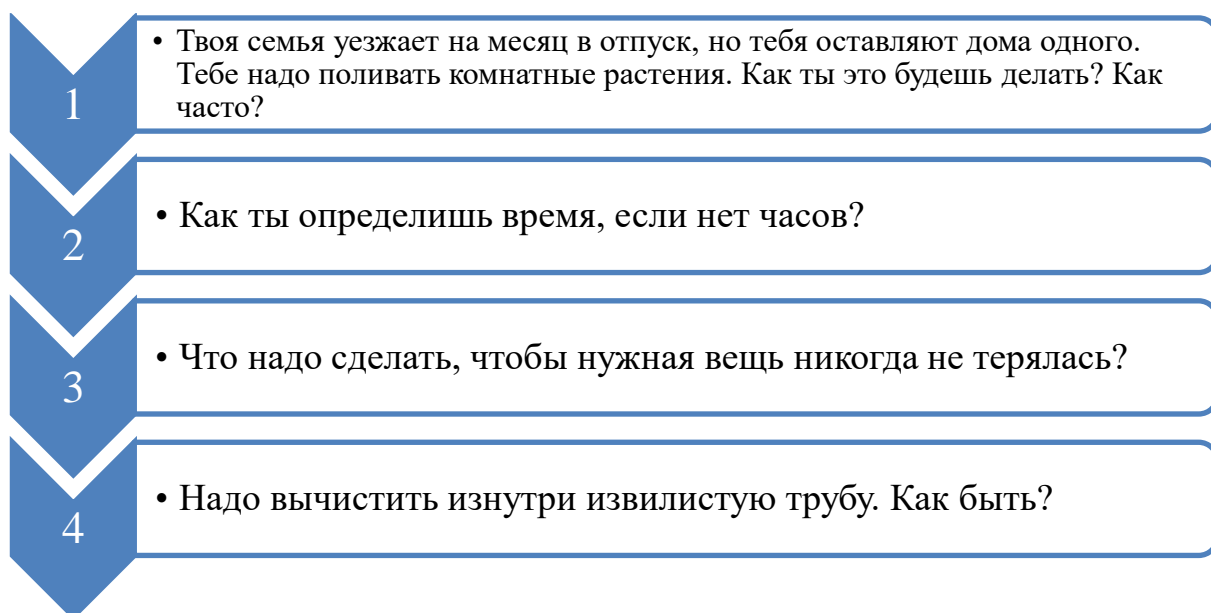 1
• Твоя семья уезжает на месяц в отпуск, но тебя оставляют дома одного.
Тебе надо поливать комнатные растения. Как ты это будешь делать? Как
часто?
2
• Как ты определишь время, если нет часов?
3
• Что надо сделать, чтобы нужная вещь никогда не терялась?
4
• Надо вычистить изнутри извилистую трубу. Как быть?